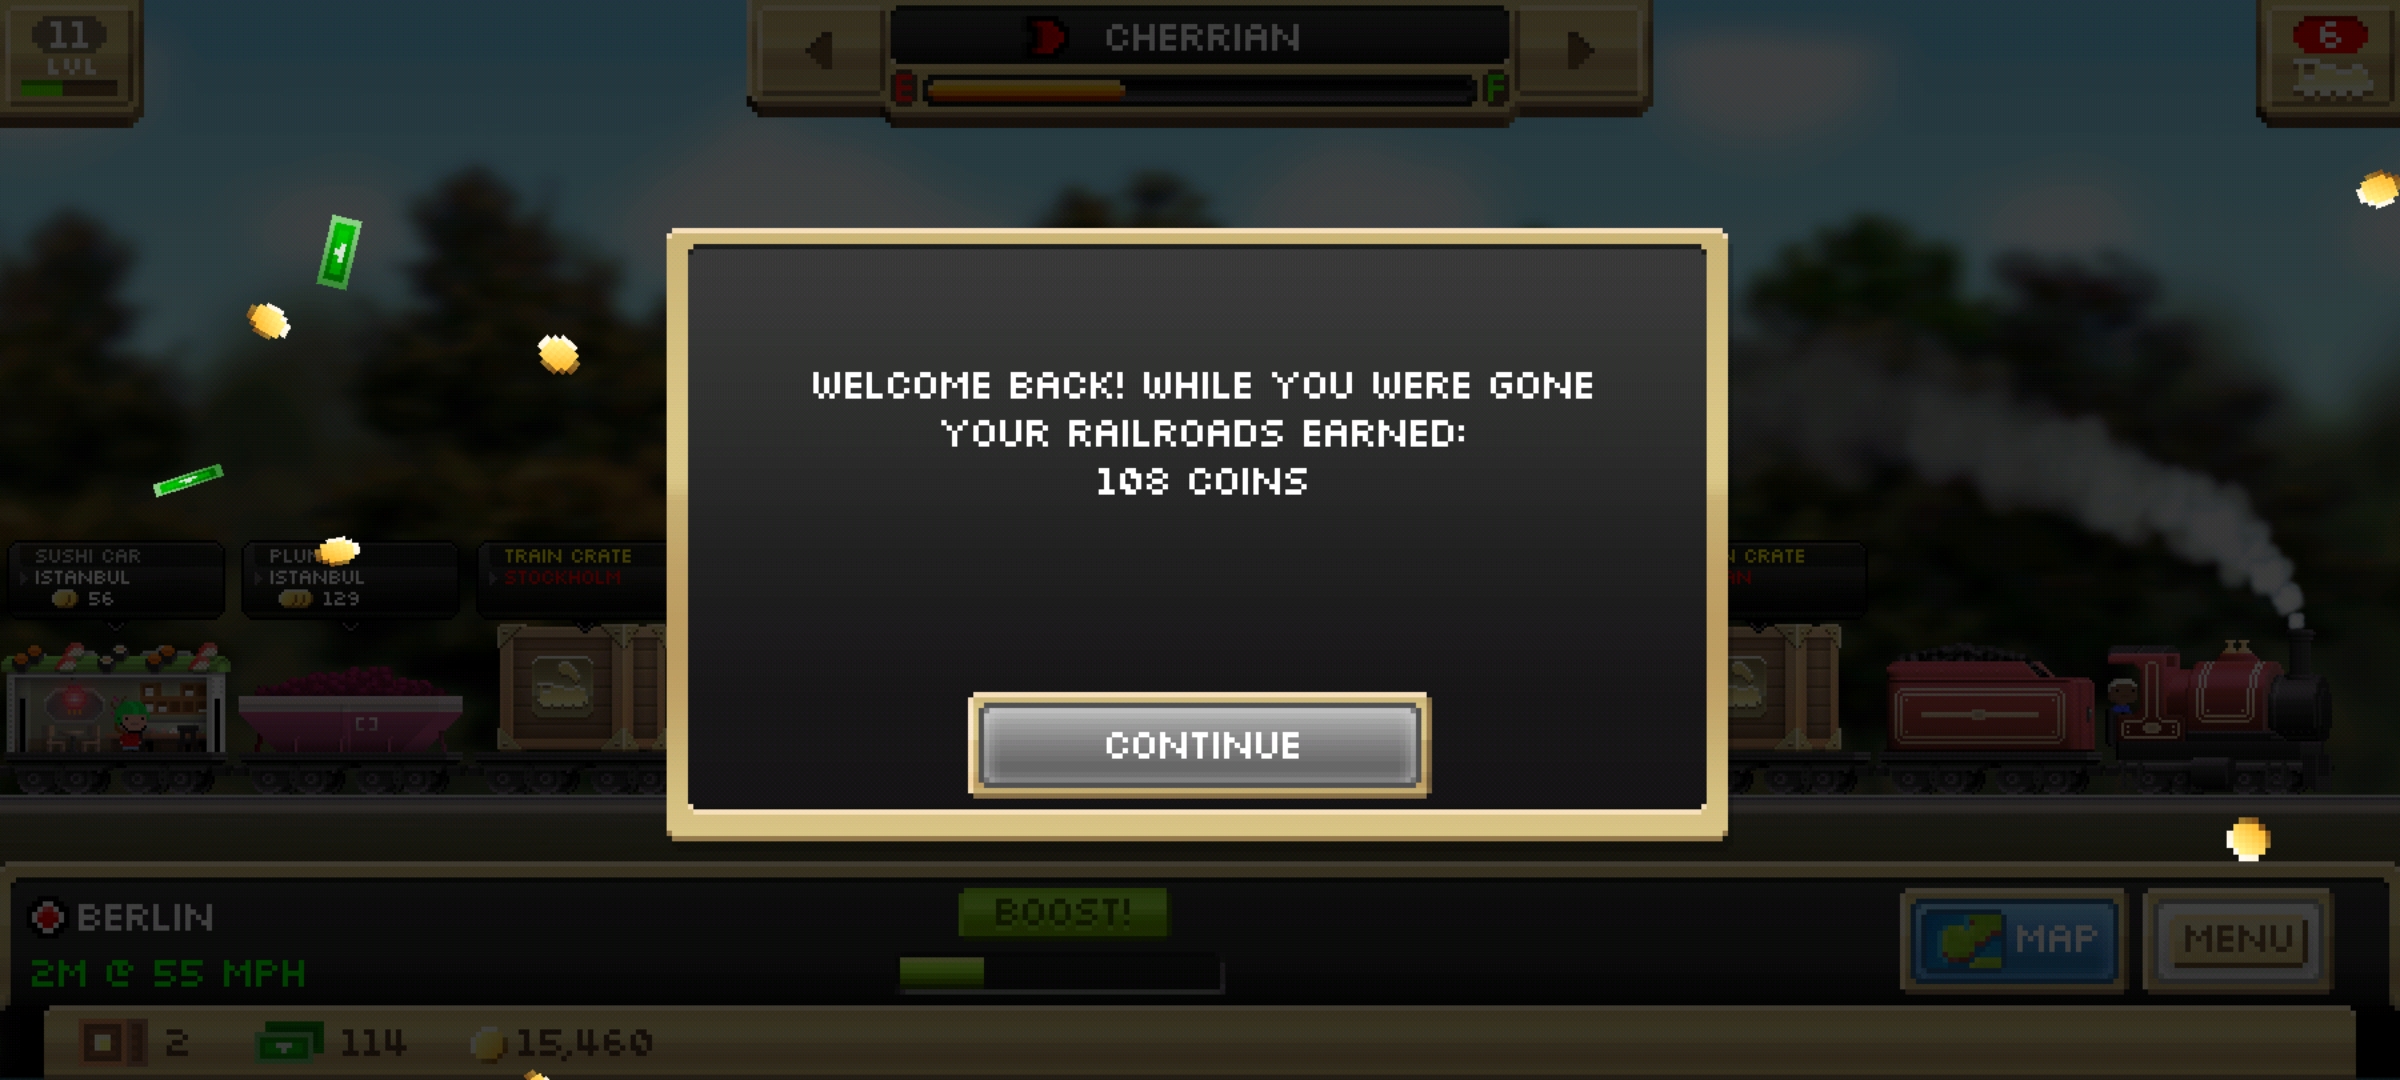 11
LVL
CHERRIAN
E
F
6
WELCOME BACK! WHILE YOU WERE GONE
YOUR RAILROADS EARNED:
108 COINS
CONTINUE
SUSHI CAR
ISTANBUL
56
ISTANBUL
129
TRAIN CRATE
STOCKHOLM
CRATE
BERLIN
2M @ 55 MPH
BOOST!
MAP
MENU
2
114
15,460